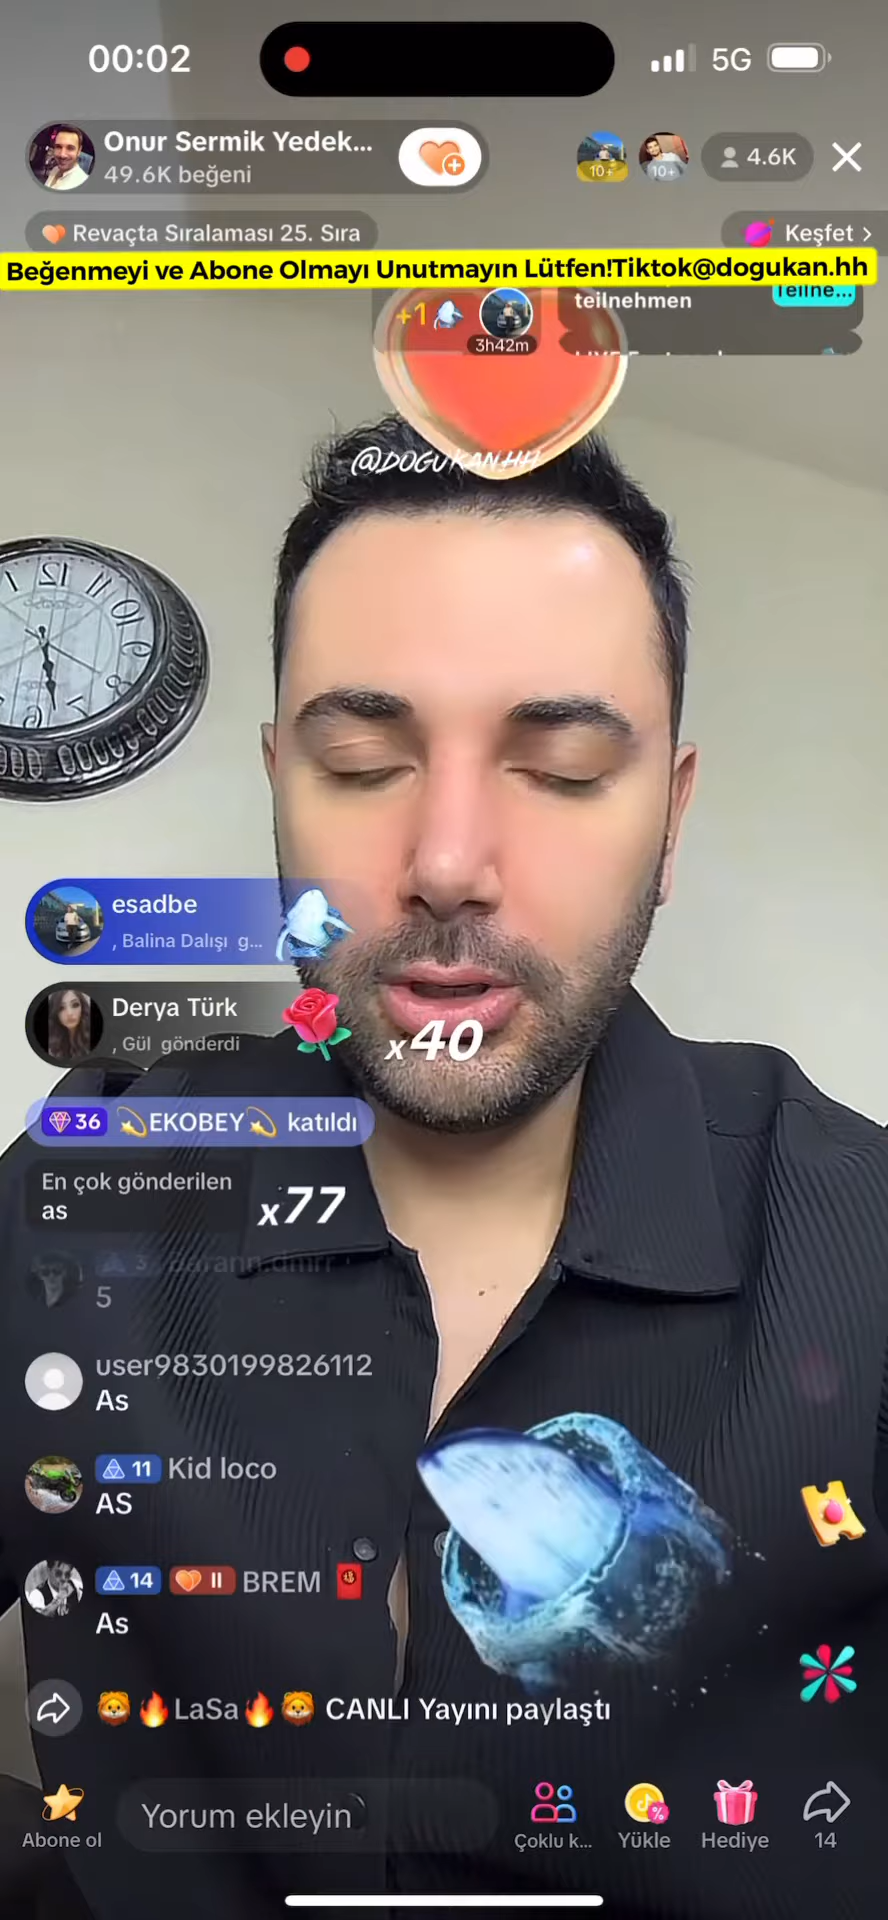 00:02
5G
Onur Sermik Yedek...
49.6K beğeni
10+
10+
4.6K
Revaçta Sıralaması 25. Sıra
Keşfet >
Beğenmeyi ve Abone Olmayı Unutmayın Lütfen!Tiktok@dogukan.hh
teilnehmen
Teilne...
+1
3h42m
@DOGUKAN.HH
esadbe
, Balina Dalışı g...
Derya Türk
, Gül gönderdi
x40
36 EKOBEY katıldı
En çok gönderilen
as
x77
5
user9830199826112
As
11 Kid loco
AS
14 II BREM
As
LaSa CANLI Yayını paylaştı
Abone ol
Yorum ekleyin
Çoklu k...
Yükle
Hediye
14